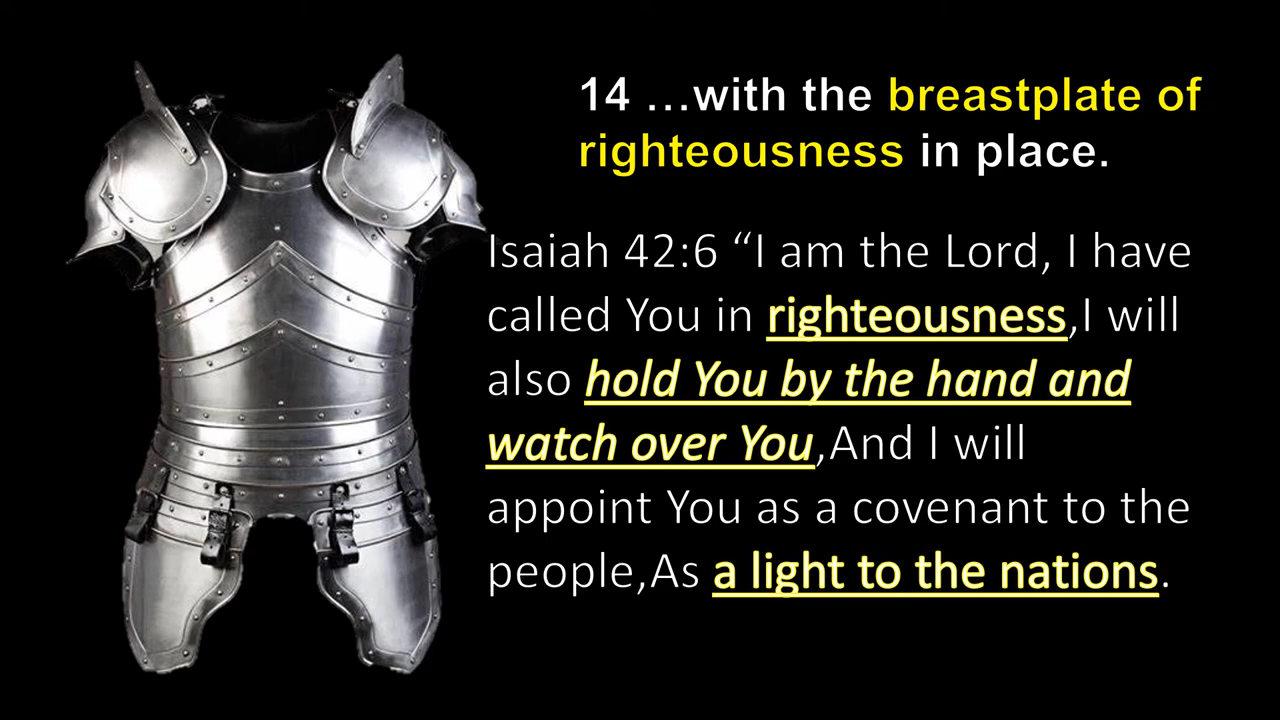 14 …with the breastplate of
righteousness in place.
Isaiah 42:6 “I am the Lord, I have
called You in righteousness,I will
also hold You by the hand and
watch over You,And I will
appoint You as a covenant to the
people,As a light to the nations.